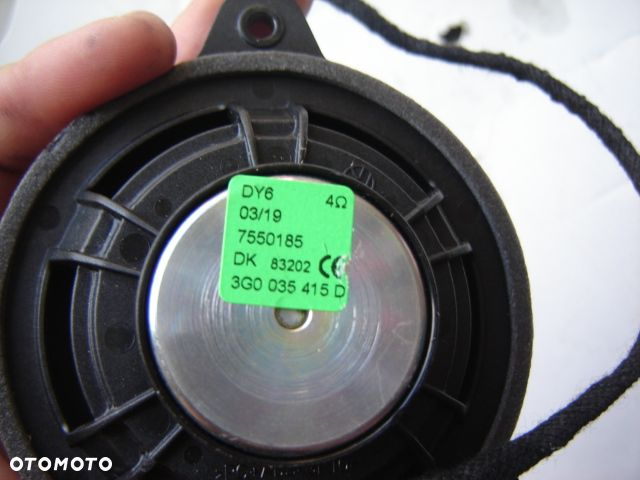 DY6 4Ω
03/19
7550185
DK 83202 CE
3G0 035 415 D
OTOMOTO